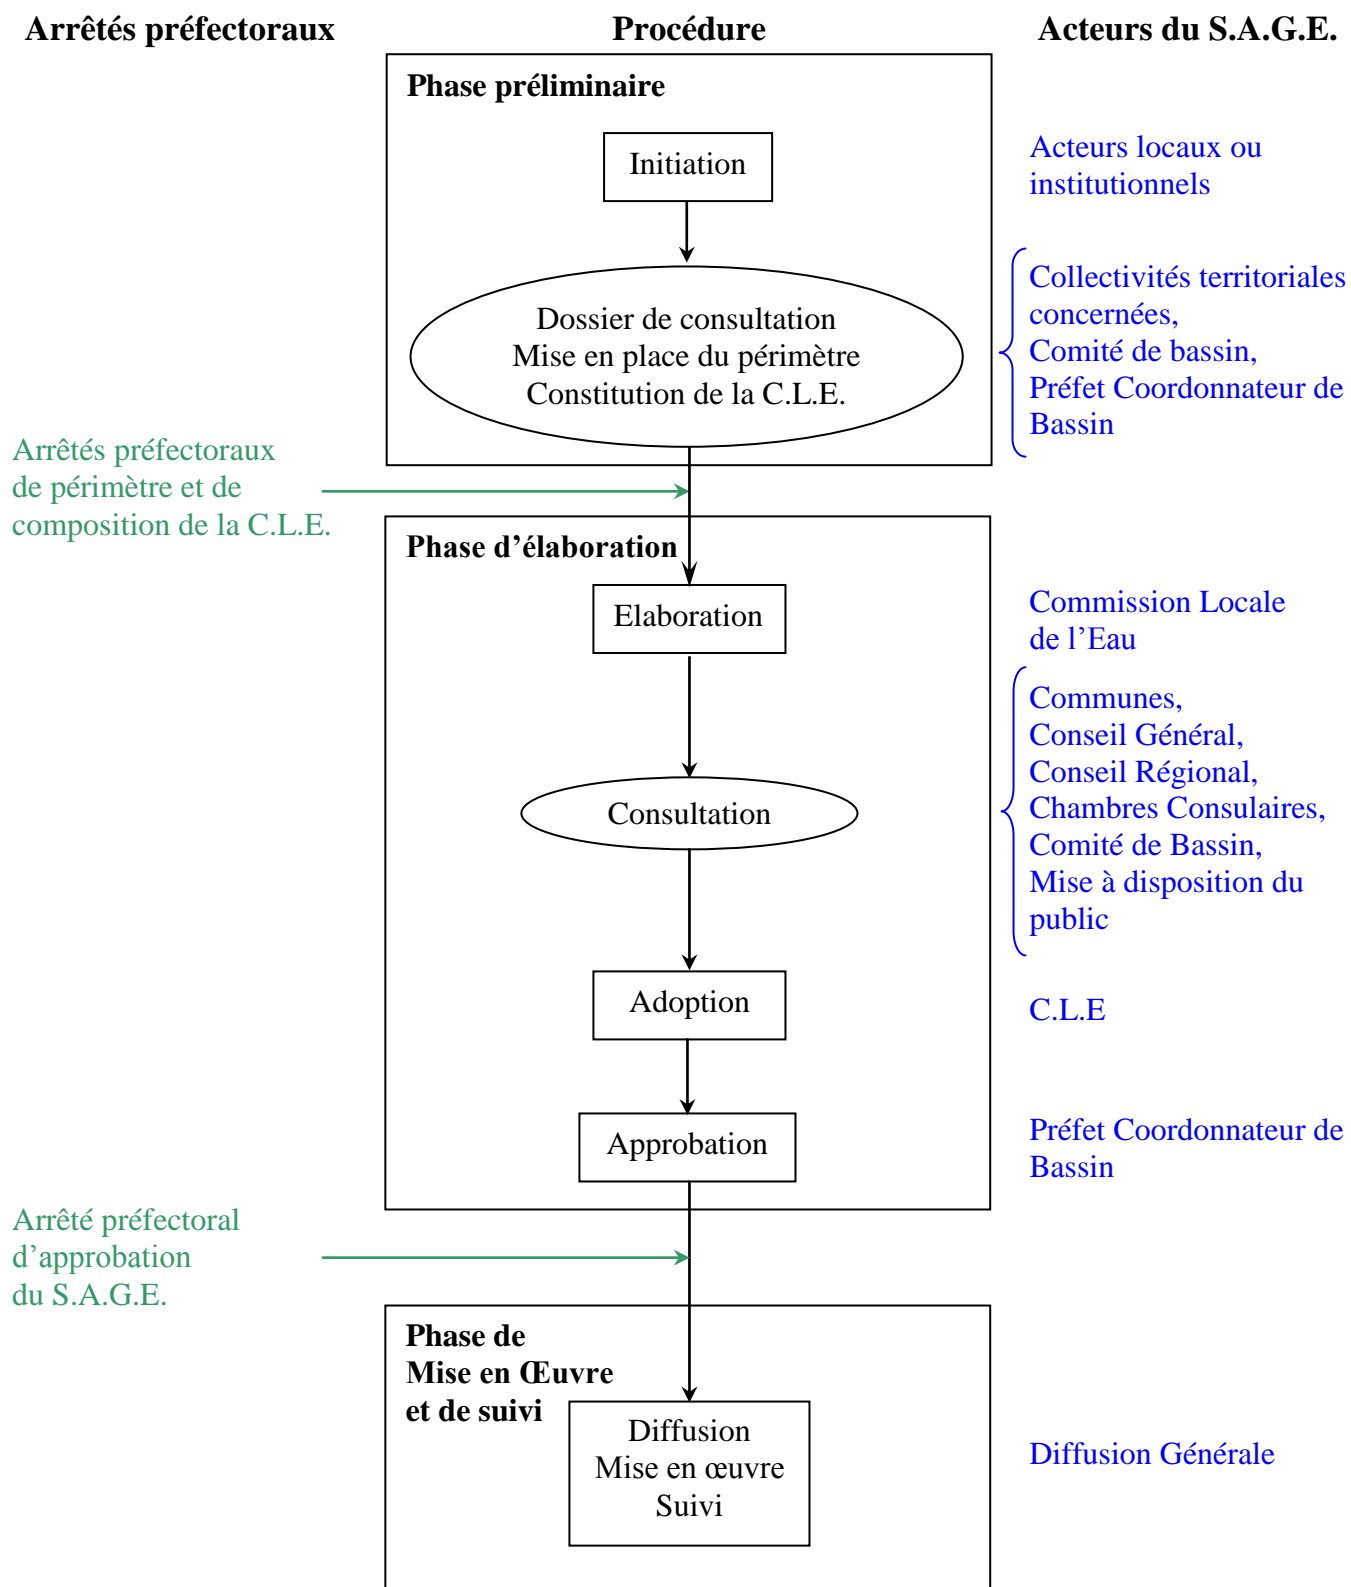 Arrêtés préfectoraux
Procédure
Acteurs du S.A.G.E.
Phase préliminaire
Initiation
Acteurs locaux ou
institutionnels
Dossier de consultation
Mise en place du périmètre
Constitution de la C.L.E.
Collectivités territoriales
concernées,
Comité de bassin,
Préfet Coordonnateur de
Bassin
Arrêtés préfectoraux
de périmètre et de
composition de la C.L.E.
Phase d’élaboration
Elaboration
Commission Locale
de l’Eau
Consultation
Communes,
Conseil Général,
Conseil Régional,
Chambres Consulaires,
Comité de Bassin,
Mise à disposition du
public
Adoption
C.L.E
Approbation
Préfet Coordonnateur de
Bassin
Arrêté préfectoral
d’approbation
du S.A.G.E.
Phase de
Mise en Œuvre
et de suivi
Diffusion
Mise en œuvre
Suivi
Diffusion Générale